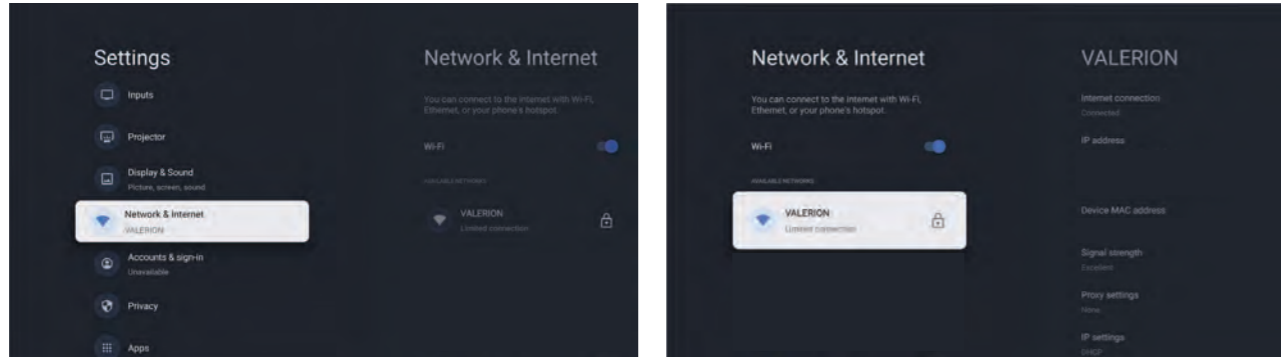 Settings
Inputs
Projector
Display & Sound
Picture, screen, sound
Network & Internet
VALERION
Accounts & sign-in
Unavailable
Privacy
Apps
Network & Internet
You can connect to the internet with Wi-Fi,
Ethernet, or your phone's hotspot.
Wi-Fi
AVAILABLE NETWORKS
VALERION
Limited connection
Network & Internet
You can connect to the internet with Wi-Fi,
Ethernet, or your phone's hotspot.
Wi-Fi
AVAILABLE NETWORKS
VALERION
Limited connection
VALERION
Internet connection
Connected
IP address
Device MAC address
Signal strength
Excellent
Proxy settings
None
IP settings
DHCP